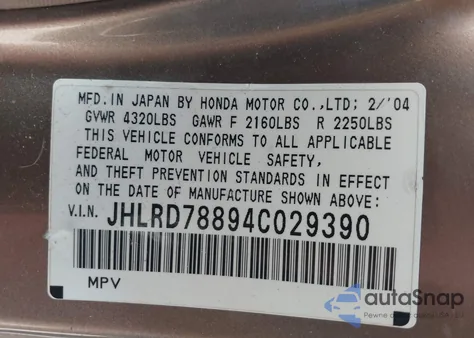 MFD. IN JAPAN BY HONDA MOTOR CO.,LTD; 2/'04
GVWR 4320LBS GAWR F 2160LBS R 2250LBS
THIS VEHICLE CONFORMS TO ALL APPLICABLE
FEDERAL MOTOR VEHICLE SAFETY,
AND THEFT PREVENTION STANDARDS IN EFFECT
ON THE DATE OF MANUFACTURE SHOWN ABOVE:
V.I.N. JHLRD78894C029390
MPV
autoSnap